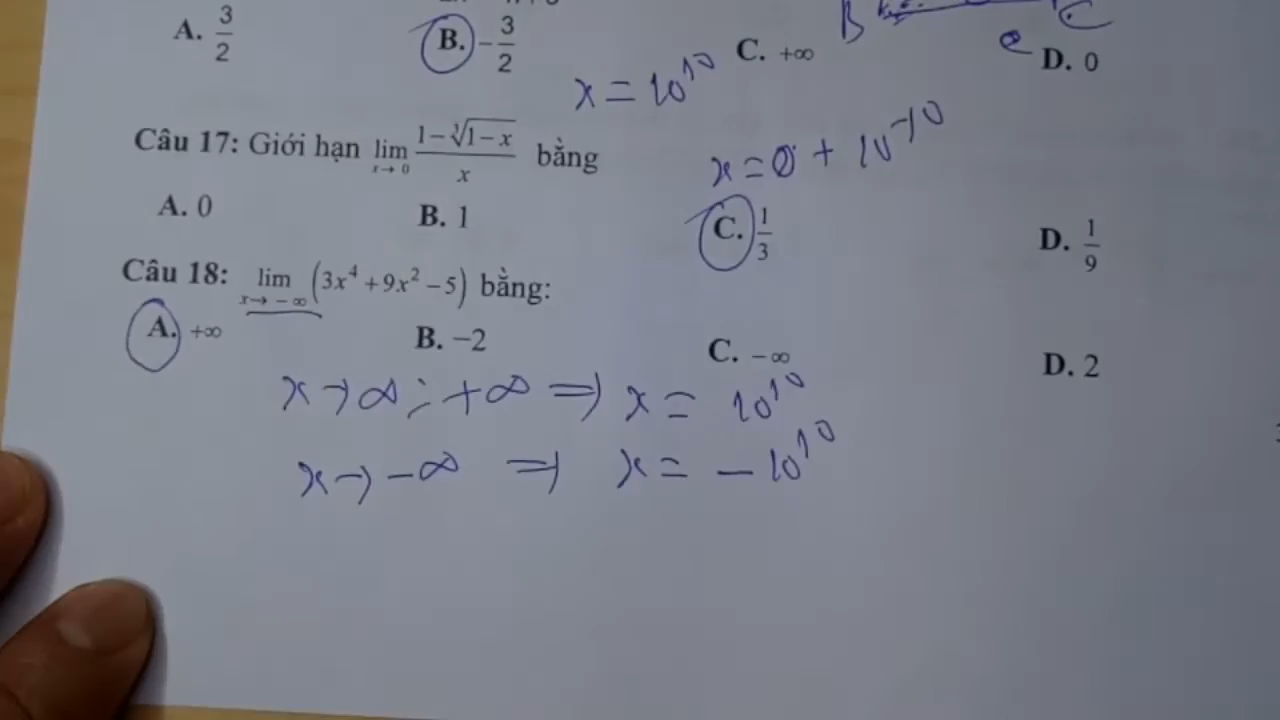 A. 3/2 B. -3/2 C. +∞ D. 0
x = 10^10
Câu 17: Giới hạn lim x→0 (1-∛(1-x))/x bằng
x = 0 + 10^-10
A. 0 B. 1 C. 1/3 D. 1/9
Câu 18: lim x→-∞ (3x^4 + 9x^2 - 5) bằng:
A. +∞ B. -2 C. -∞ D. 2
x → ∞ ; +∞ ⇒ x = 10^10
x → -∞ ⇒ x = -10^10